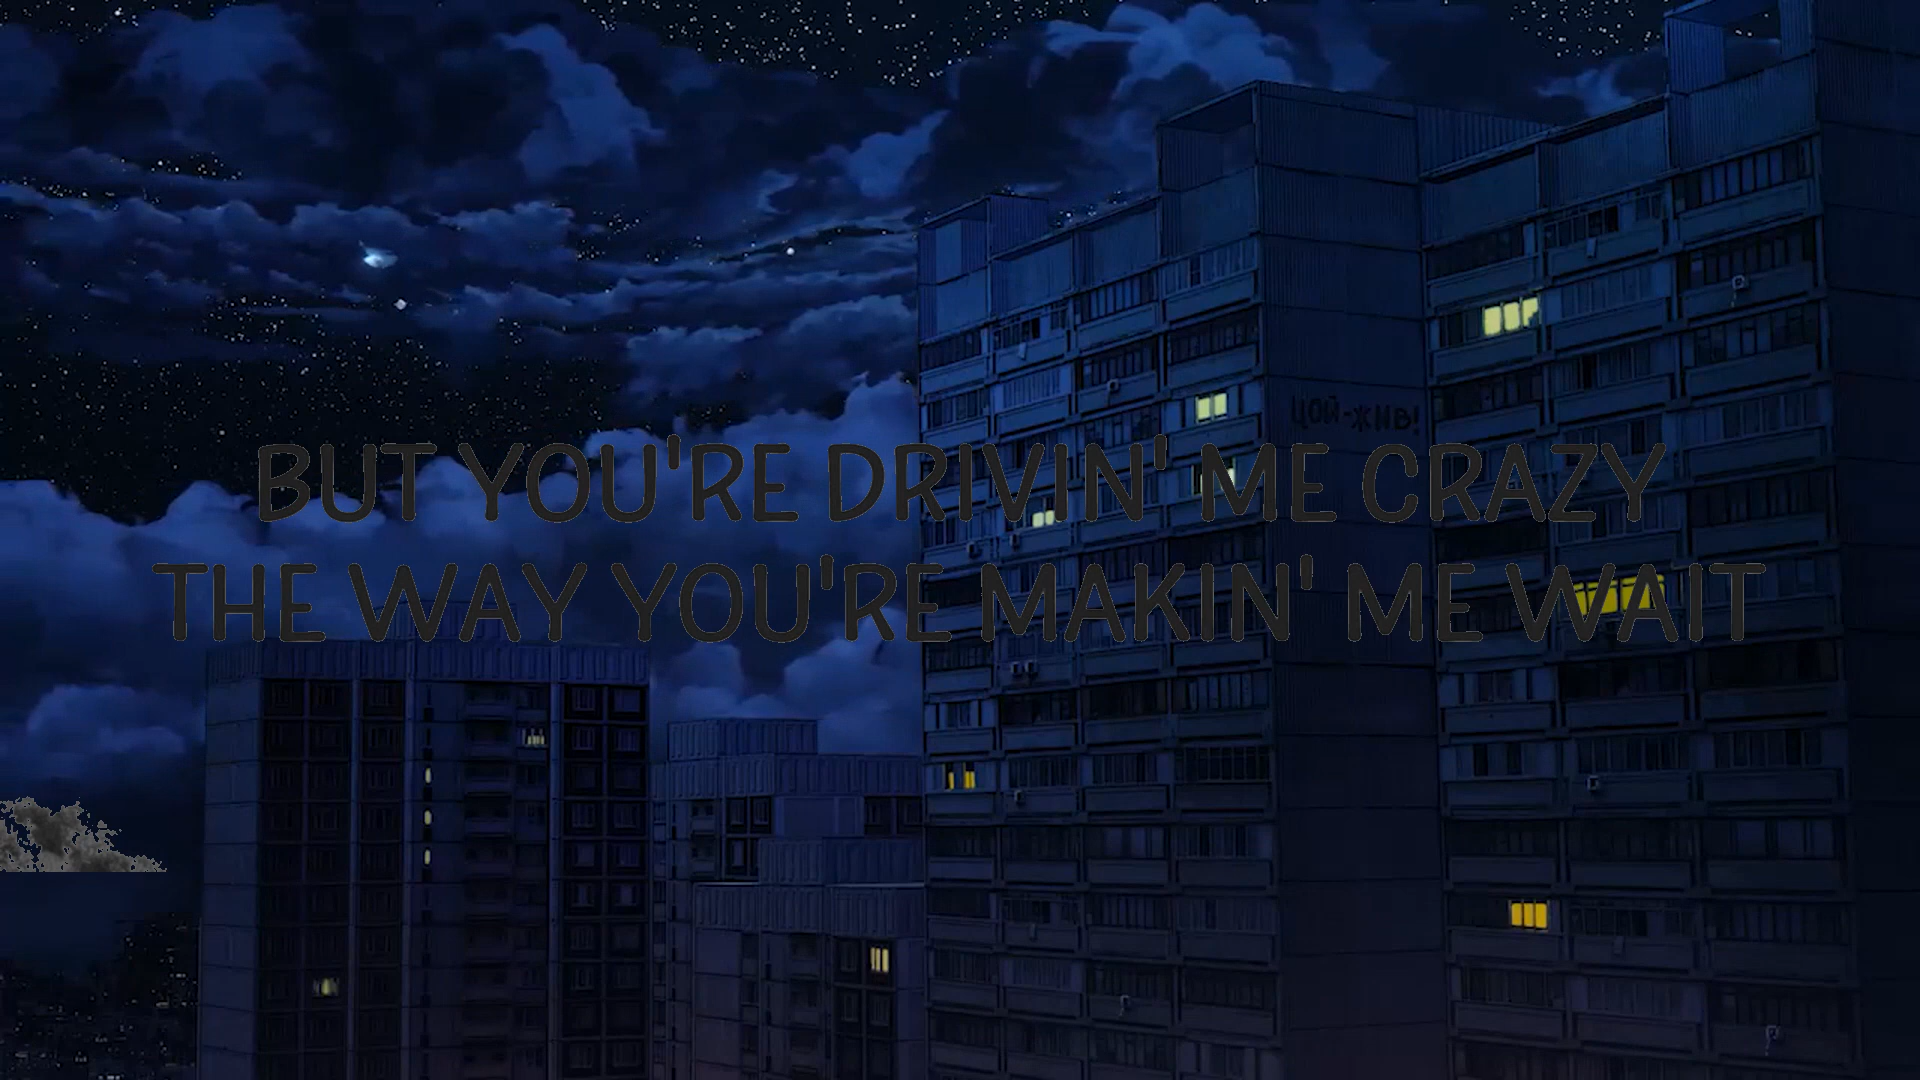 ЦОЙ-ЖИВ!
BUT YOU'RE DRIVIN' ME CRAZY
THE WAY YOU'RE MAKIN' ME WAIT